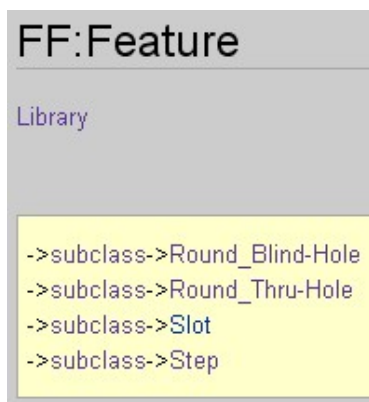 FF:Feature
Library
->subclass->Round_Blind-Hole
->subclass->Round_Thru-Hole
->subclass->Slot
->subclass->Step